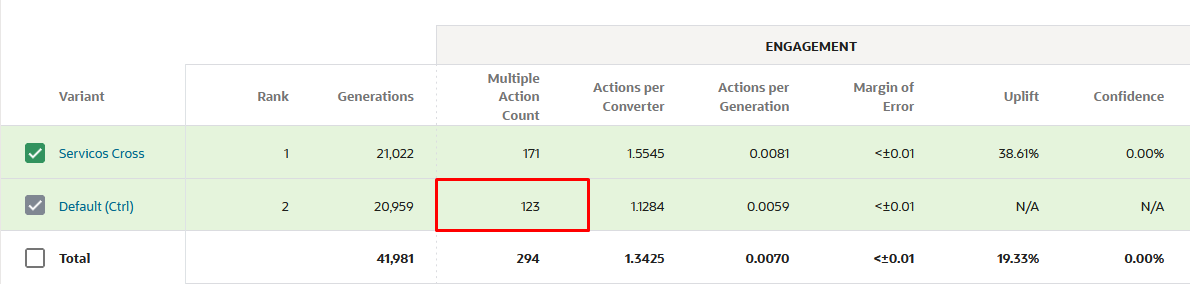 ENGAGEMENT
Variant Rank Generations Multiple Action Count Actions per Converter Actions per Generation Margin of Error Uplift Confidence
Servicos Cross 1 21,022 171 1.5545 0.0081 <±0.01 38.61% 0.00%
Default (Ctrl) 2 20,959 123 1.1284 0.0059 <±0.01 N/A N/A
Total 41,981 294 1.3425 0.0070 <±0.01 19.33% 0.00%